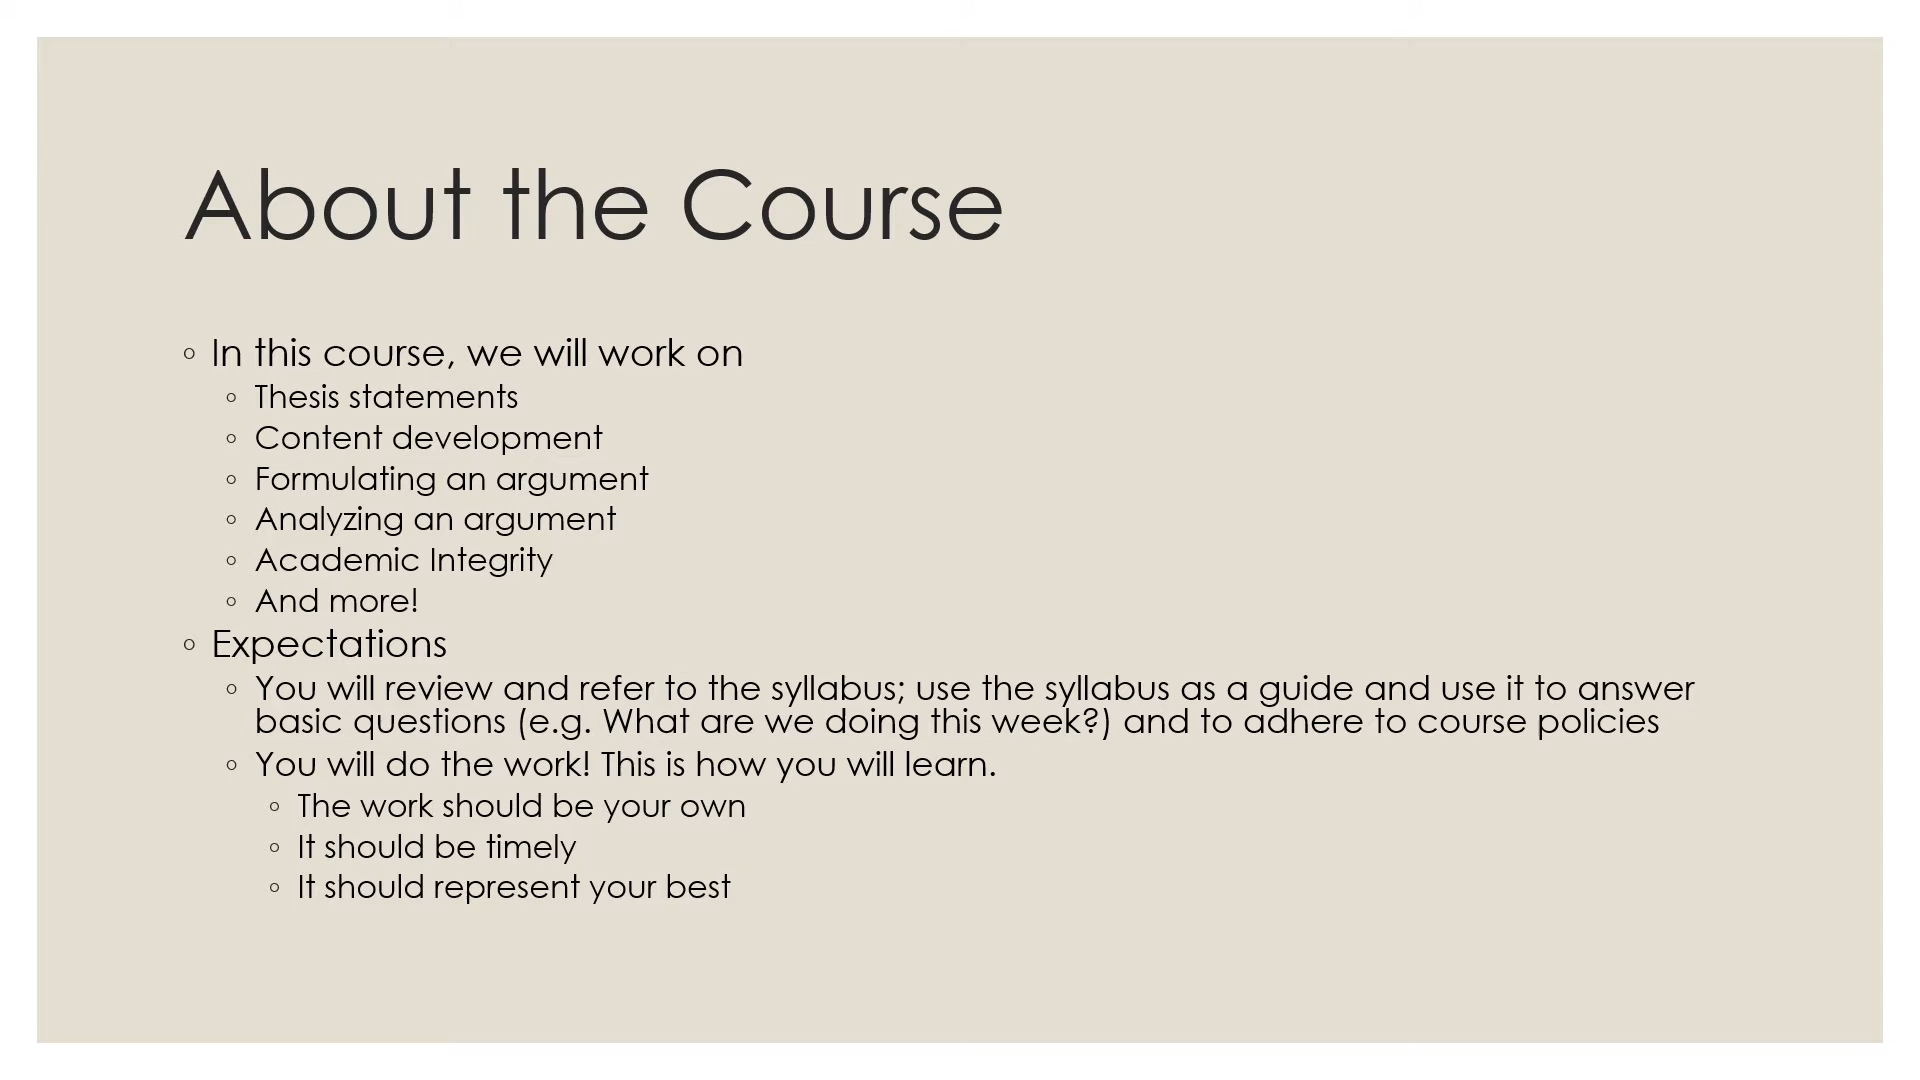 About the Course
◦ In this course, we will work on
◦ Thesis statements
◦ Content development
◦ Formulating an argument
◦ Analyzing an argument
◦ Academic Integrity
◦ And more!
◦ Expectations
◦ You will review and refer to the syllabus; use the syllabus as a guide and use it to answer
basic questions (e.g. What are we doing this week?) and to adhere to course policies
◦ You will do the work! This is how you will learn.
◦ The work should be your own
◦ It should be timely
◦ It should represent your best